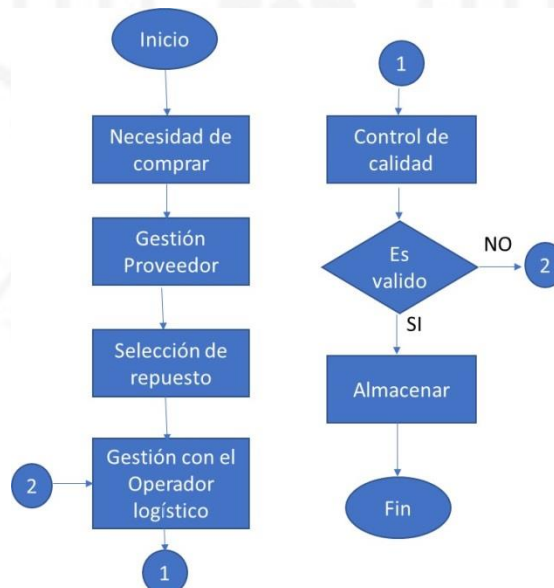 Inicio
Necesidad de
comprar
Gestión
Proveedor
Selección de
repuesto
Gestión con el
Operador
logístico
2
1
1
Control de
calidad
Es
valido
NO
2
SI
Almacenar
Fin